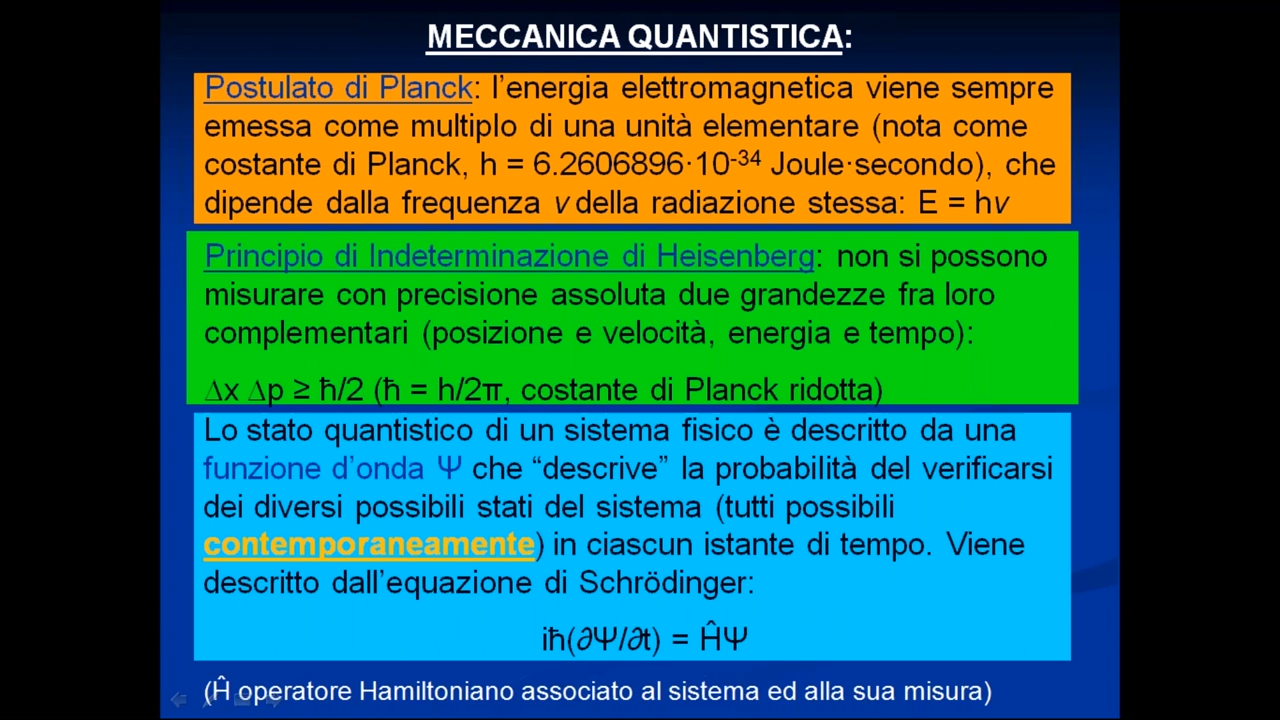 MECCANICA QUANTISTICA:
Postulato di Planck: l’energia elettromagnetica viene sempre
emessa come multiplo di una unità elementare (nota come
costante di Planck, h = 6.2606896·10⁻³⁴ Joule·secondo), che
dipende dalla frequenza ν della radiazione stessa: E = hν
Principio di Indeterminazione di Heisenberg: non si possono
misurare con precisione assoluta due grandezze fra loro
complementari (posizione e velocità, energia e tempo):
∆x ∆p ≥ ħ/2 (ħ = h/2π, costante di Planck ridotta)
Lo stato quantistico di un sistema fisico è descritto da una
funzione d’onda Ψ che “descrive” la probabilità del verificarsi
dei diversi possibili stati del sistema (tutti possibili
contemporaneamente) in ciascun istante di tempo. Viene
descritto dall’equazione di Schrödinger:
iħ(∂Ψ/∂t) = ĤΨ
(Ĥ operatore Hamiltoniano associato al sistema ed alla sua misura)